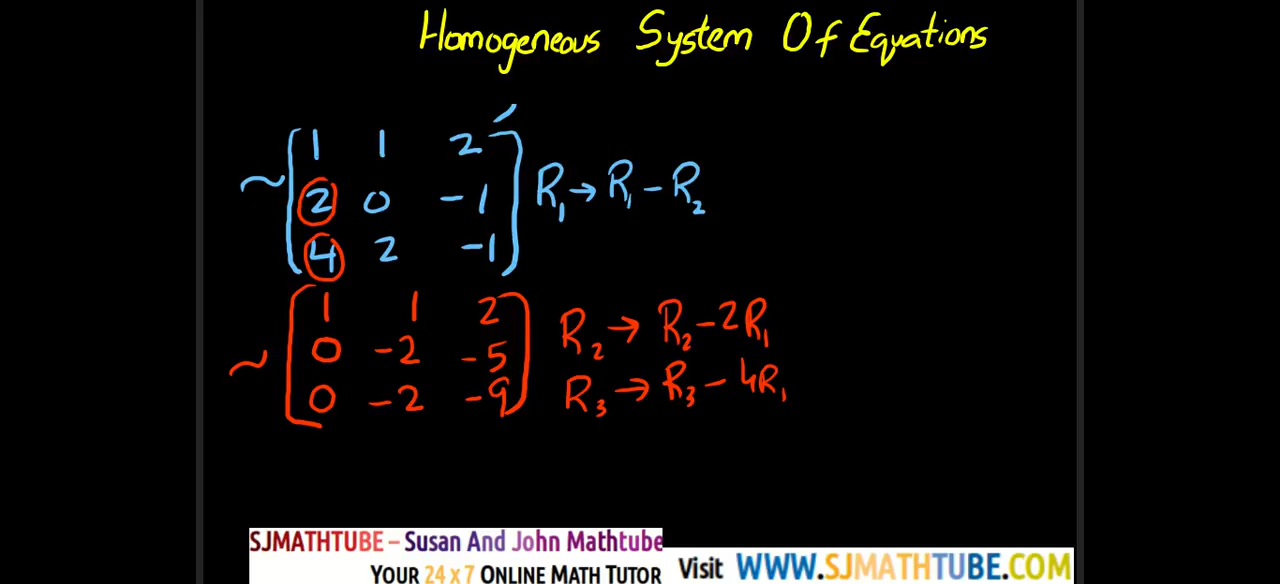 Homogeneous System Of Equations
~ [ 1 1 2
2 0 -1
4 2 -1 ] R₁ → R₁ - R₂
~ [ 1 1 2
0 -2 -5 R₂ → R₂ - 2R₁
0 -2 -9 ] R₃ → R₃ - 4R₁
SJMATHTUBE – Susan And John Mathtube
YOUR 24 x 7 ONLINE MATH TUTOR Visit WWW.SJMATHTUBE.COM